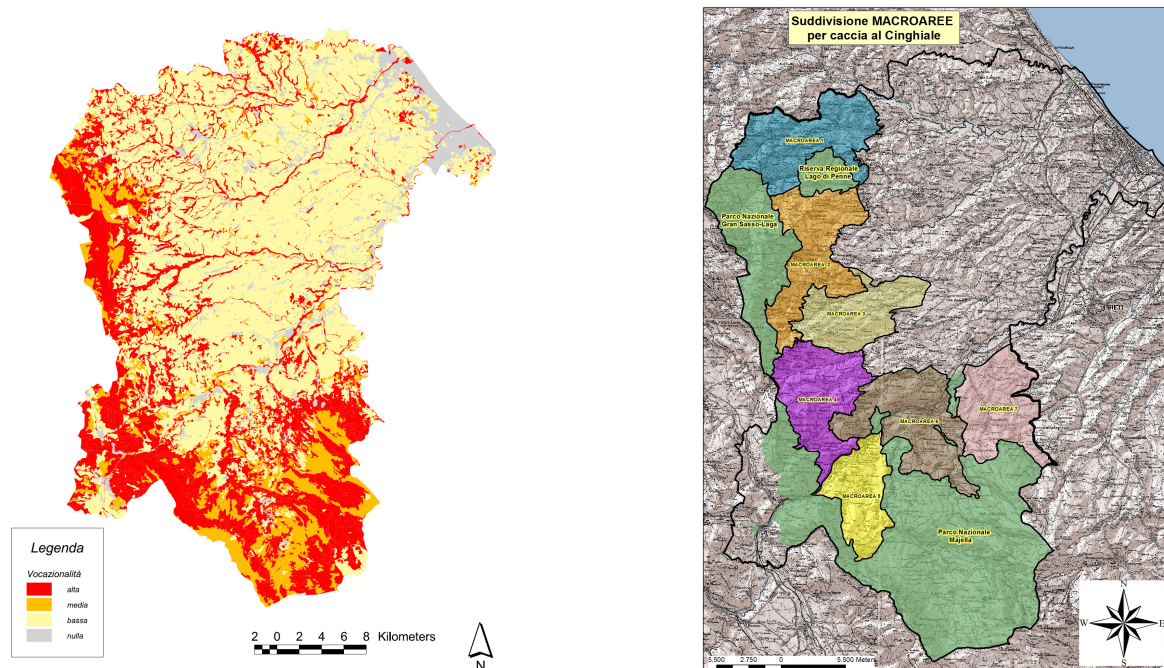 Legenda
Vocazionalità
alta
media
bassa
nulla
2 0 2 4 6 8 Kilometers
N
Suddivisione MACROAREE
per caccia al Cinghiale
MACROAREA 1
Riserva Regionale
Lago di Penne
Parco Nazionale
Gran Sasso-Laga
MACROAREA 2
MACROAREA 3
MACROAREA 4
MACROAREA 6
MACROAREA 7
MACROAREA 5
Parco Nazionale
Majella
N
W
E
S
5.500 2.750 0 5.500 Meters